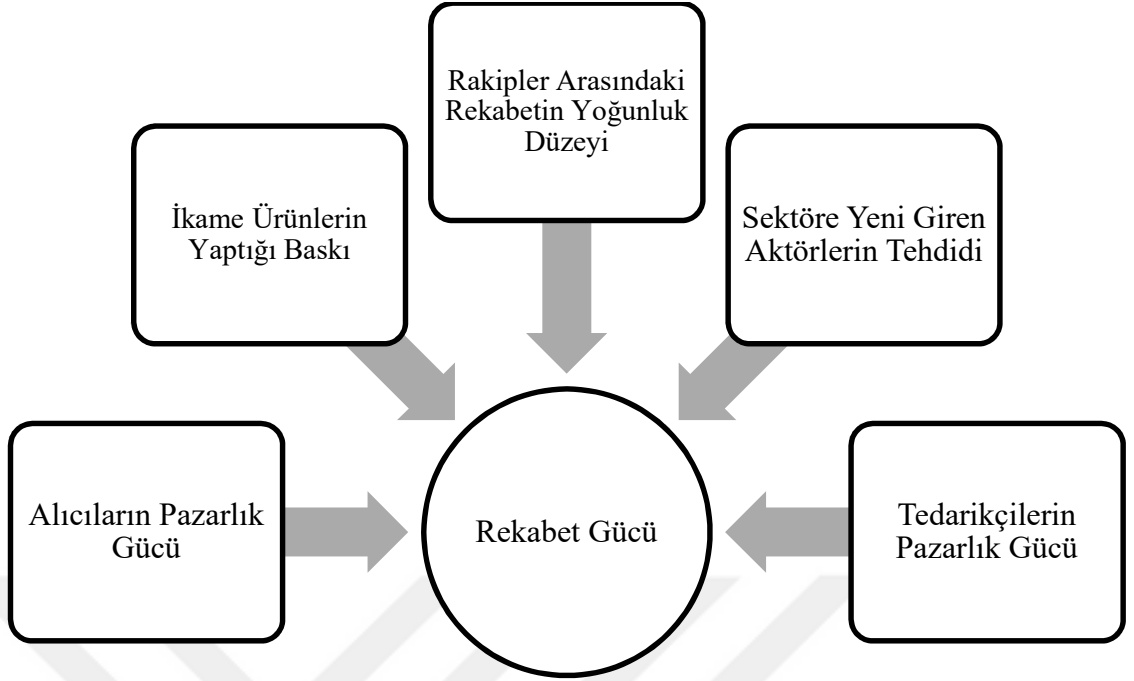 Rakipler Arasındaki
Rekabetin Yoğunluk
Düzeyi
İkame Ürünlerin
Yaptığı Baskı
Sektöre Yeni Giren
Aktörlerin Tehdidi
Alıcıların Pazarlık
Gücü
Rekabet Gücü
Tedarikçilerin
Pazarlık Gücü